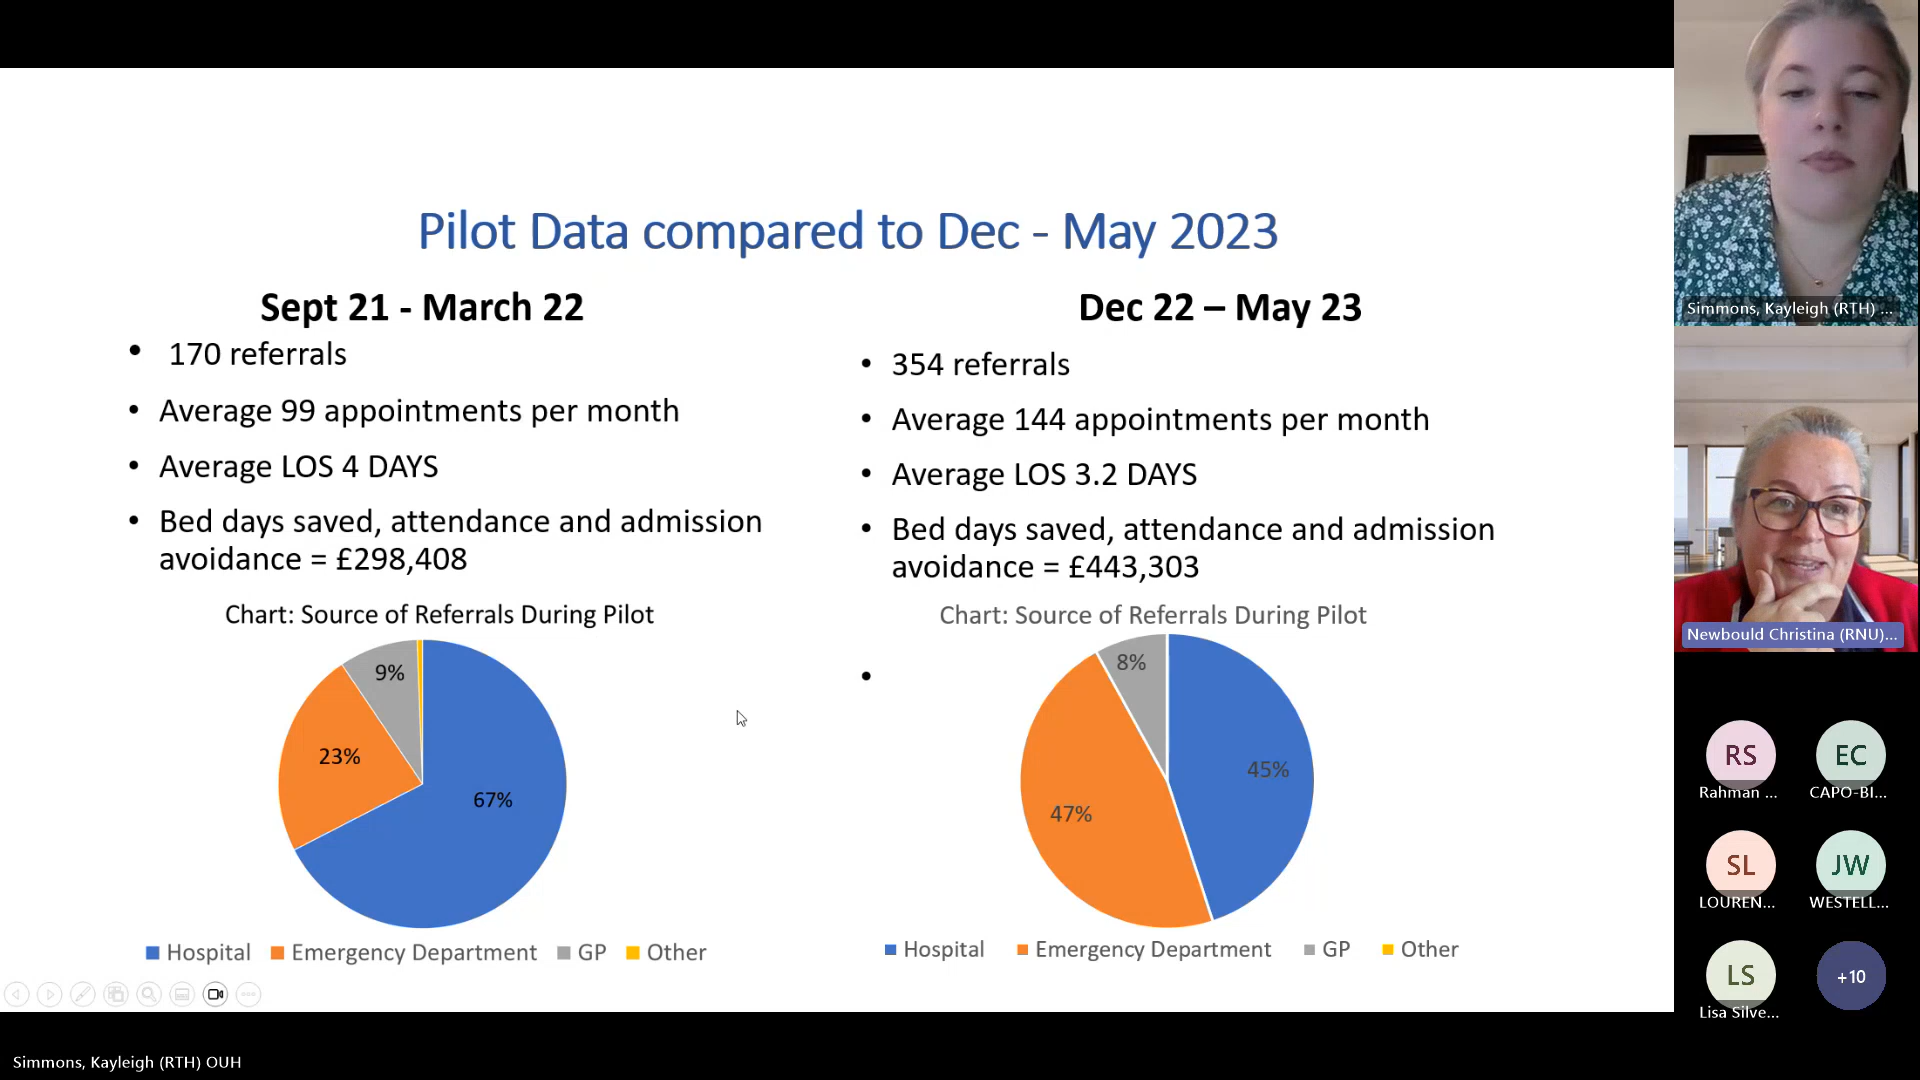 Pilot Data compared to Dec - May 2023
Sept 21 - March 22
• 170 referrals
• Average 99 appointments per month
• Average LOS 4 DAYS
• Bed days saved, attendance and admission
avoidance = £298,408
Chart: Source of Referrals During Pilot
9%
23%
67%
Hospital Emergency Department GP Other
Dec 22 – May 23
• 354 referrals
• Average 144 appointments per month
• Average LOS 3.2 DAYS
• Bed days saved, attendance and admission
avoidance = £443,303
Chart: Source of Referrals During Pilot
•
8%
45%
47%
Hospital Emergency Department GP Other
Simmons, Kayleigh (RTH) ...
Newbould Christina (RNU)...
RS
Rahman ...
EC
CAPO-BI...
SL
LOUREN...
JW
WESTELL...
LS
Lisa Silve...
+10
Simmons, Kayleigh (RTH) OUH